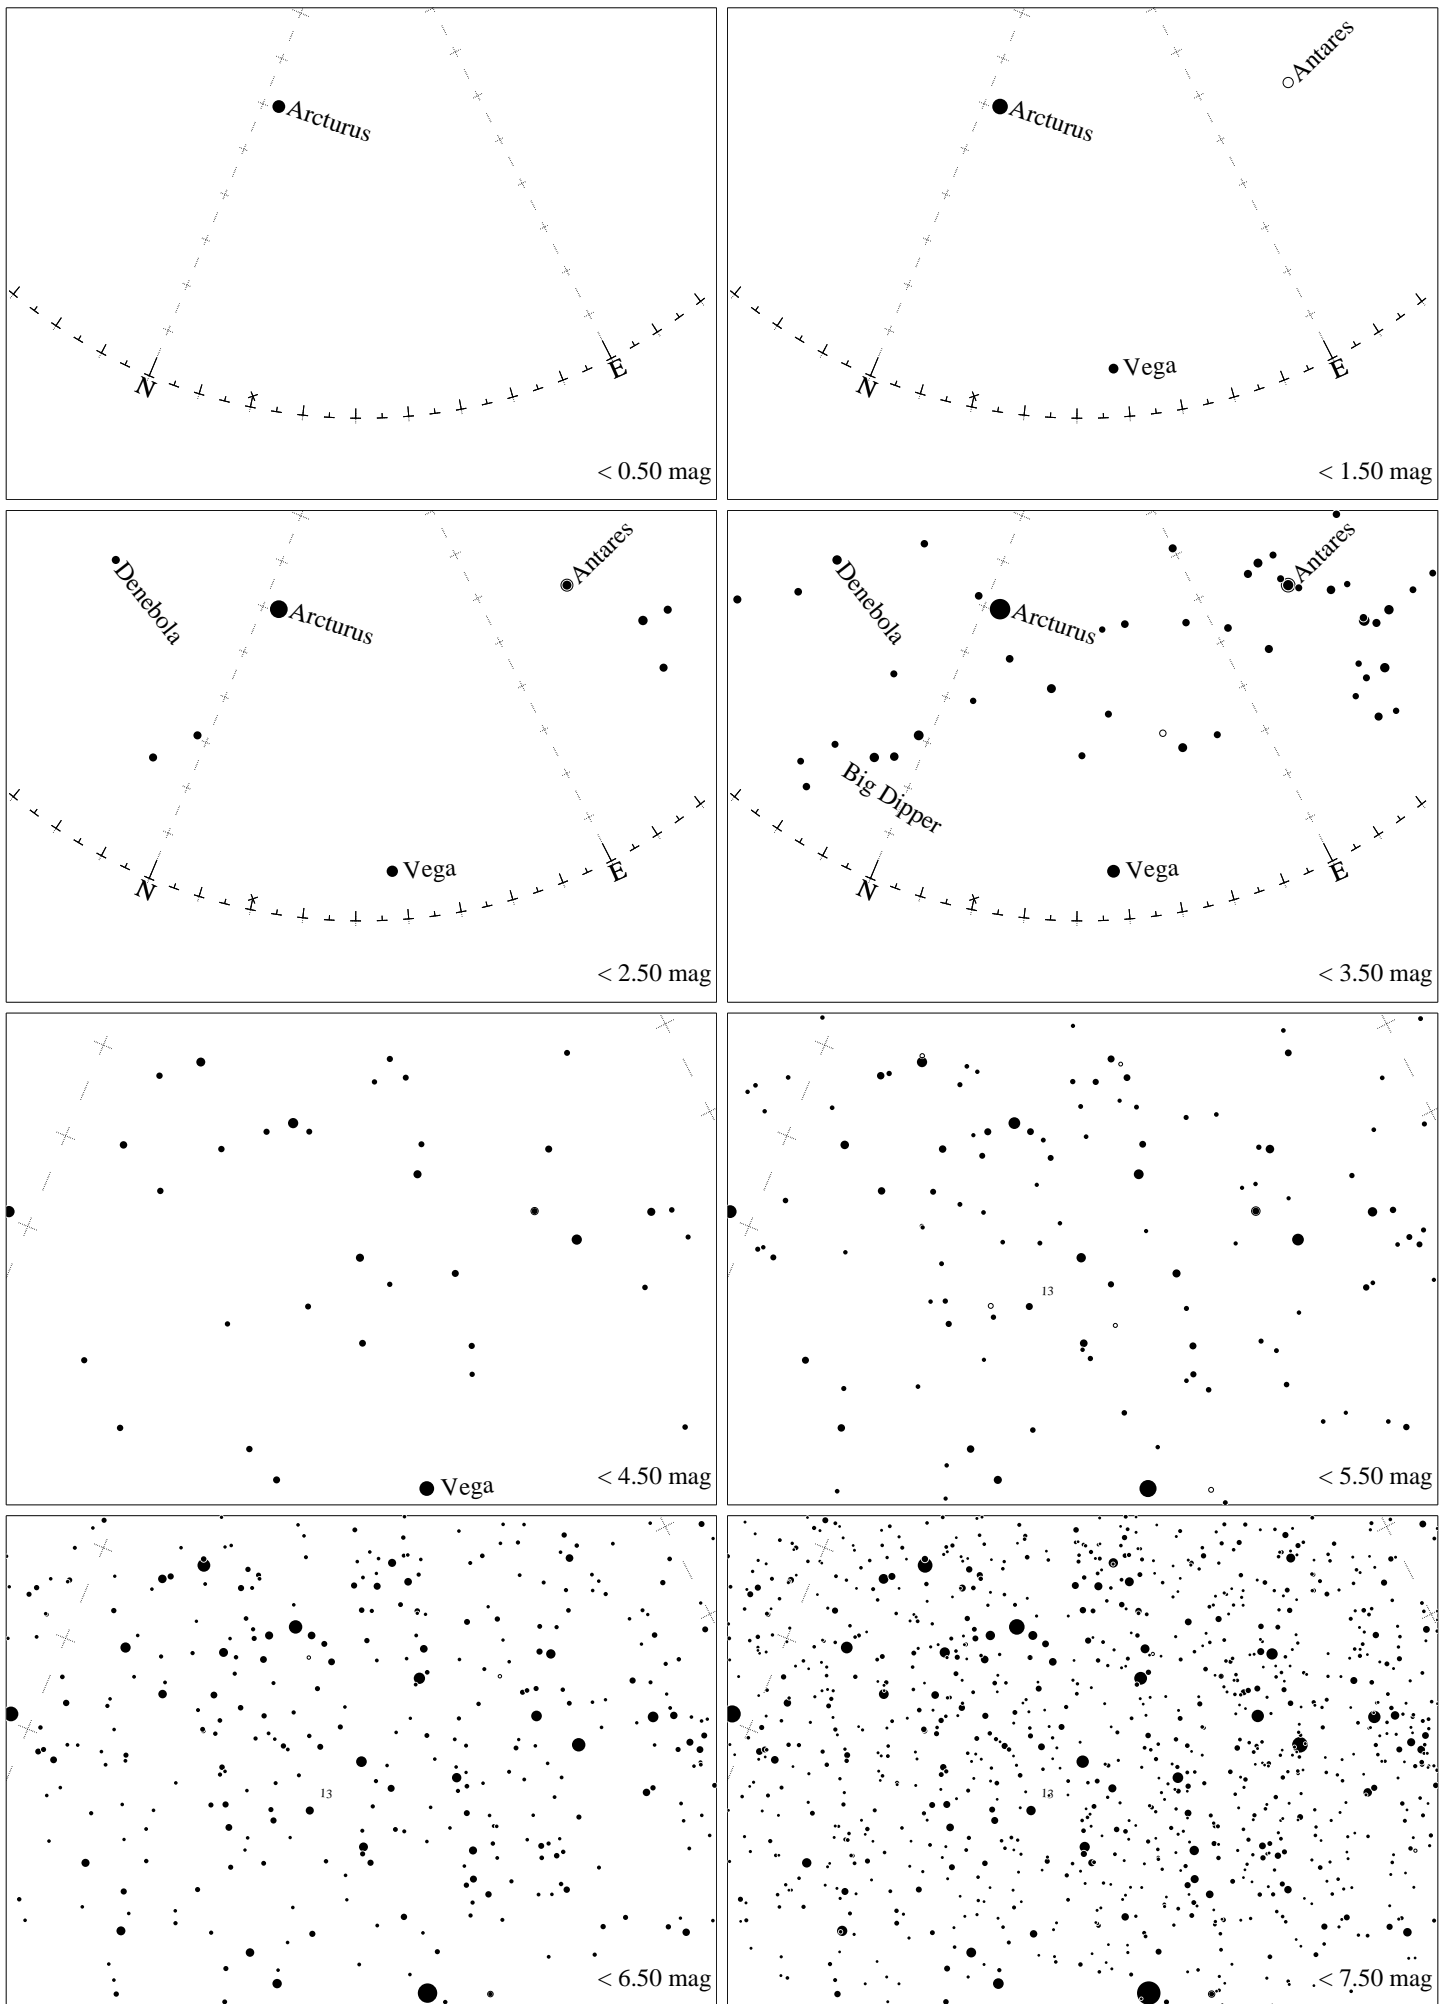 Arcturus
N
E
< 0.50 mag
Antares
Arcturus
Vega
N
E
< 1.50 mag
Antares
Denebola
Arcturus
Vega
N
E
< 2.50 mag
Antares
Denebola
Arcturus
Big Dipper
Vega
N
E
< 3.50 mag
Vega
< 4.50 mag
13
< 5.50 mag
13
< 6.50 mag
13
< 7.50 mag